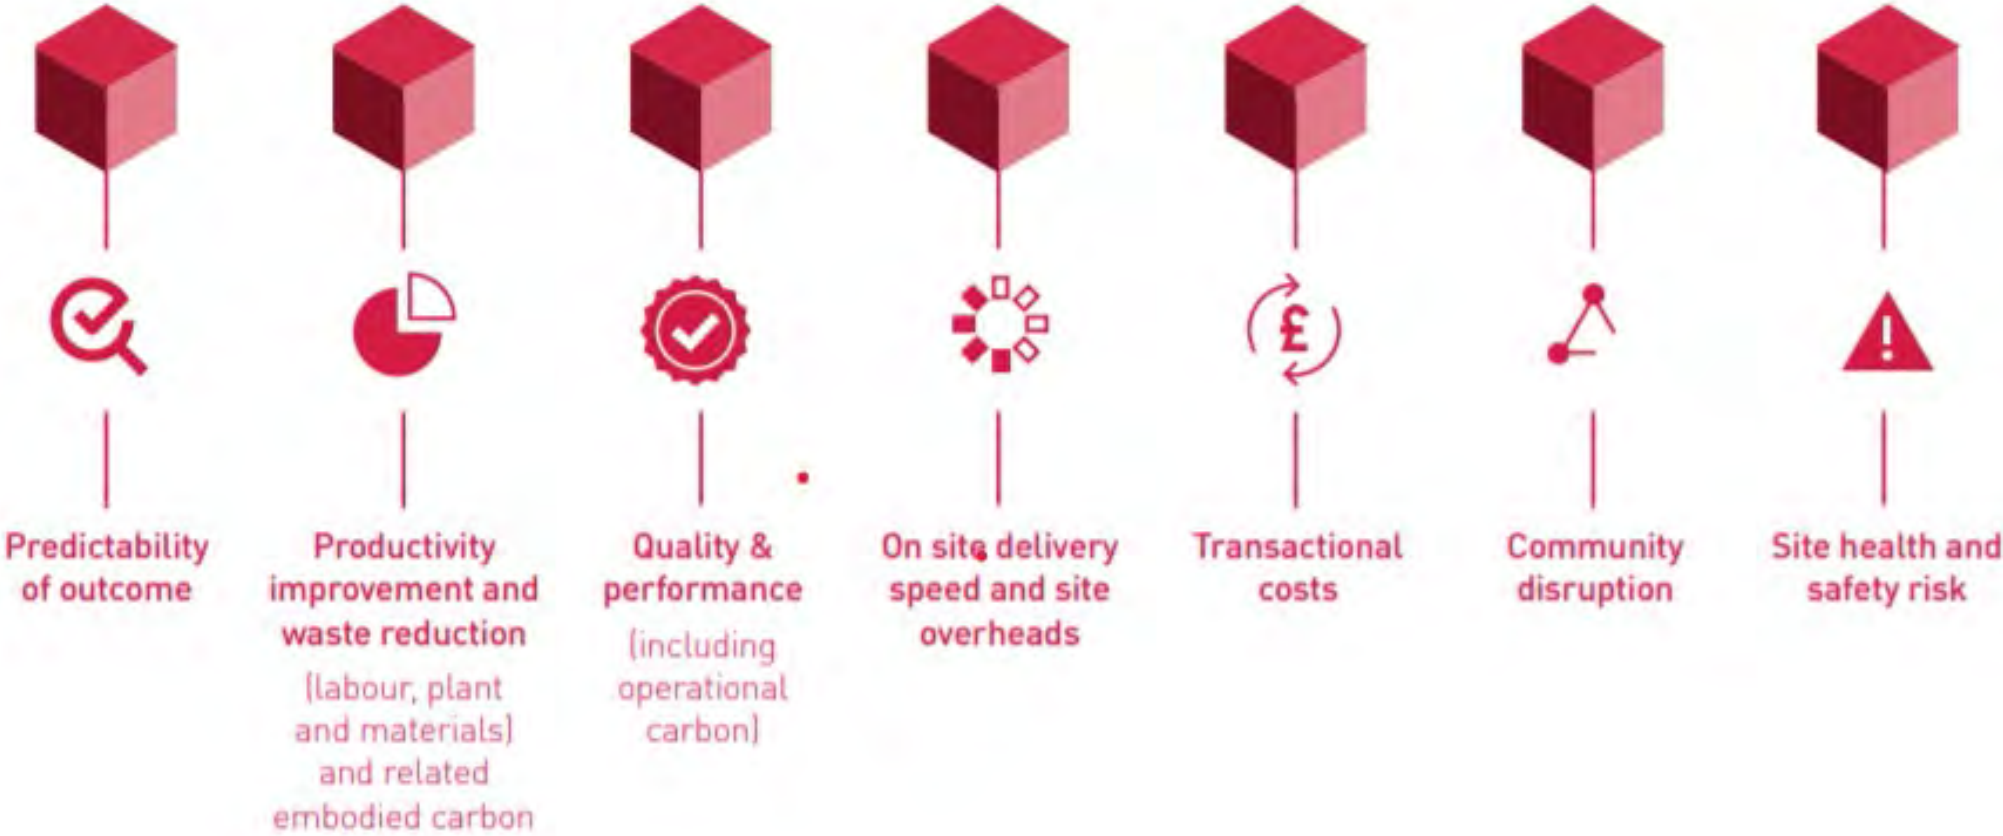 £
!
Predictability
of outcome
Productivity
improvement and
waste reduction
(labour, plant
and materials)
and related
embodied carbon
Quality &
performance
(including
operational
carbon)
On site delivery
speed and site
overheads
Transactional
costs
Community
disruption
Site health and
safety risk